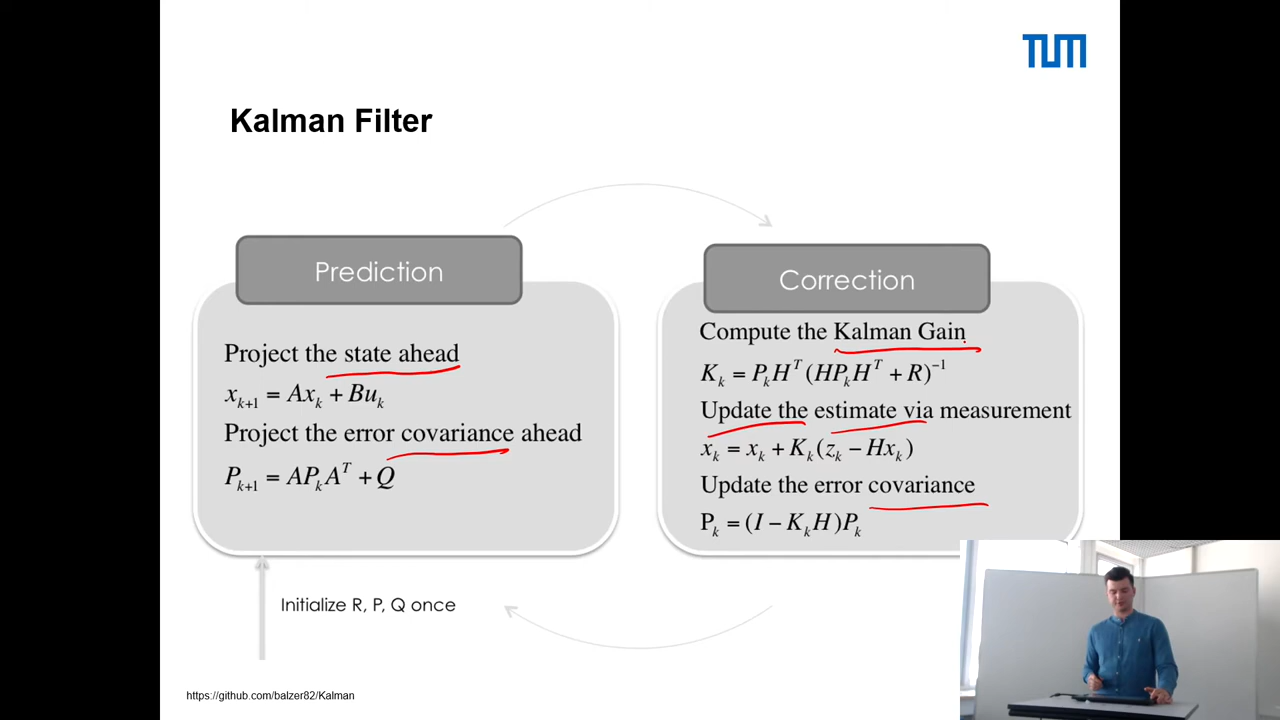 TUM
Kalman Filter
Prediction
Project the state ahead
x_{k+1} = Ax_k + Bu_k
Project the error covariance ahead
P_{k+1} = AP_kA^T + Q
Correction
Compute the Kalman Gain
K_k = P_kH^T(HP_kH^T + R)^{-1}
Update the estimate via measurement
x_k = x_k + K_k(z_k − Hx_k)
Update the error covariance
P_k = (I − K_kH)P_k
Initialize R, P, Q once
https://github.com/balzer82/Kalman